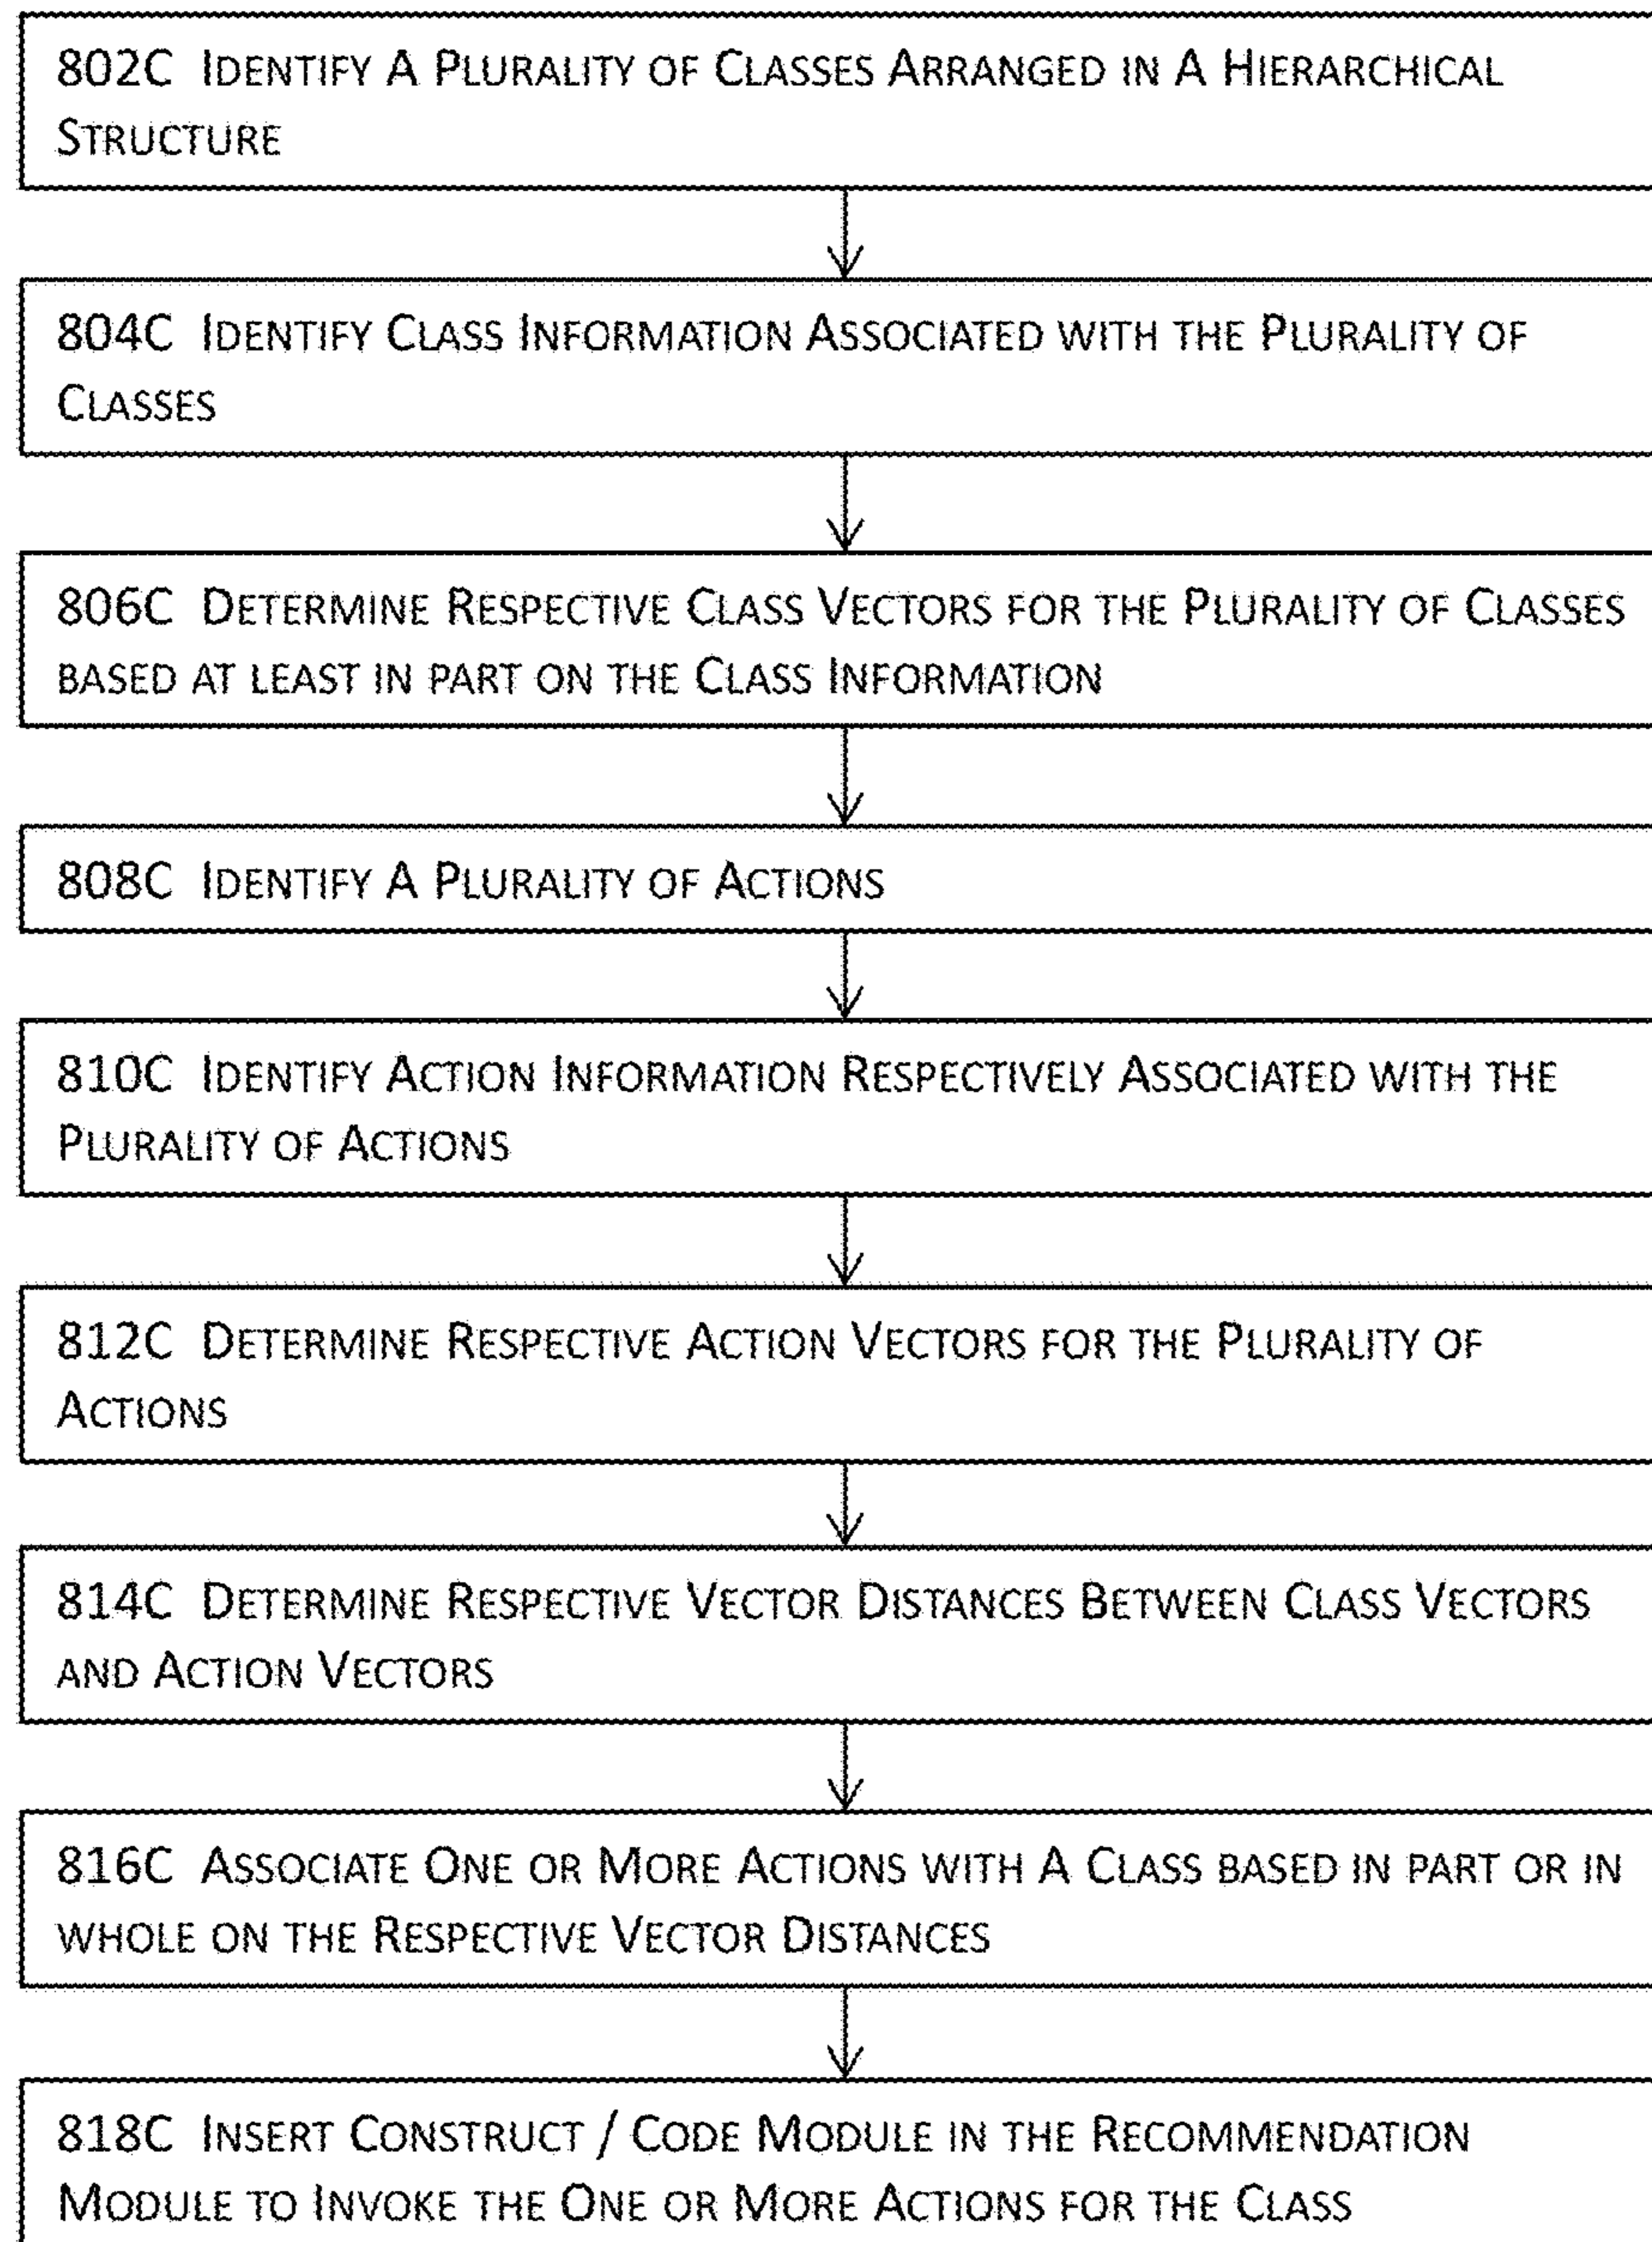 802C Identify A Plurality of Classes Arranged in A Hierarchical
Structure
804C Identify Class Information Associated with the Plurality of
Classes
806C Determine Respective Class Vectors for the Plurality of Classes
based at least in part on the Class Information
808C Identify A Plurality of Actions
810C Identify Action Information Respectively Associated with the
Plurality of Actions
812C Determine Respective Action Vectors for the Plurality of
Actions
814C Determine Respective Vector Distances Between Class Vectors
and Action Vectors
816C Associate One or More Actions with A Class based in part or in
whole on the Respective Vector Distances
818C Insert Construct / Code Module in the Recommendation
Module to Invoke the One or More Actions for the Class